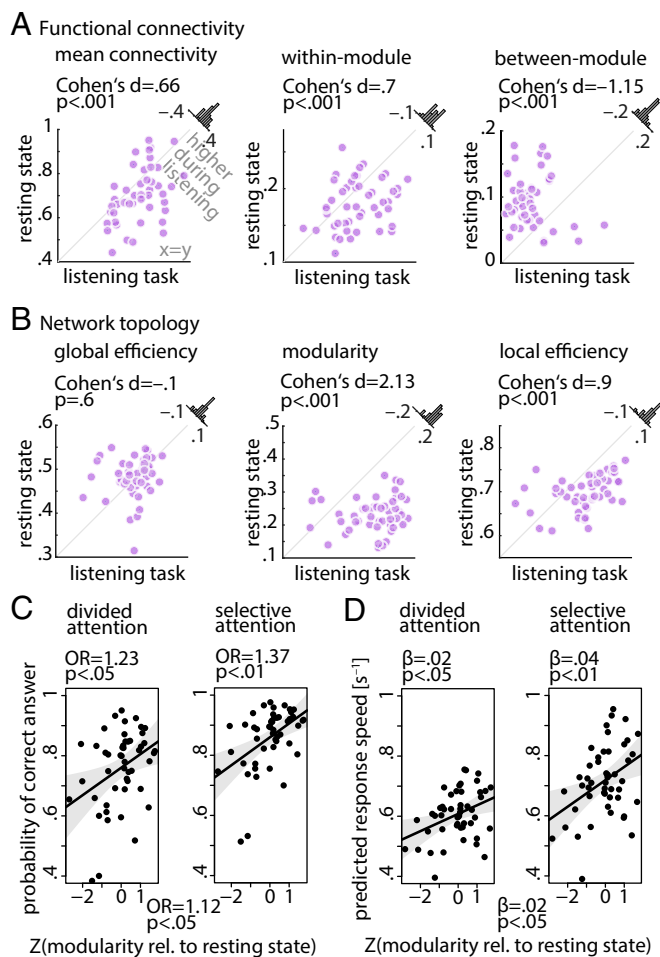 A Functional connectivity
mean connectivity
within-module
between-module
Cohen‘s d=.66
p<.001
Cohen‘s d=.7
p<.001
Cohen‘s d=−1.15
p<.001
−.4
.4
−.1
.1
−.2
.2
higher
during
listening
x=y
resting state
1
.8
.6
.4
listening task
resting state
.2
.1
listening task
resting state
.2
.1
0
listening task
B Network topology
global efficiency
modularity
local efficiency
Cohen‘s d=−.1
p=.6
Cohen‘s d=2.13
p<.001
Cohen‘s d=.9
p<.001
−.1
.1
−.2
.2
−.1
.1
resting state
.6
.5
.4
.3
listening task
resting state
.5
.4
.3
.2
.1
listening task
resting state
.8
.7
.6
listening task
C
divided
attention
selective
attention
OR=1.23
p<.05
OR=1.37
p<.01
probability of correct answer
1
.8
.6
.4
−2
0
1
−2
0
1
OR=1.12
p<.05
Z(modularity rel. to resting state)
D
divided
attention
selective
attention
β=.02
p<.05
β=.04
p<.01
predicted response speed [s⁻¹]
1
.8
.6
.4
−2
0
1
−2
0
1
β=.02
p<.05
Z(modularity rel. to resting state)